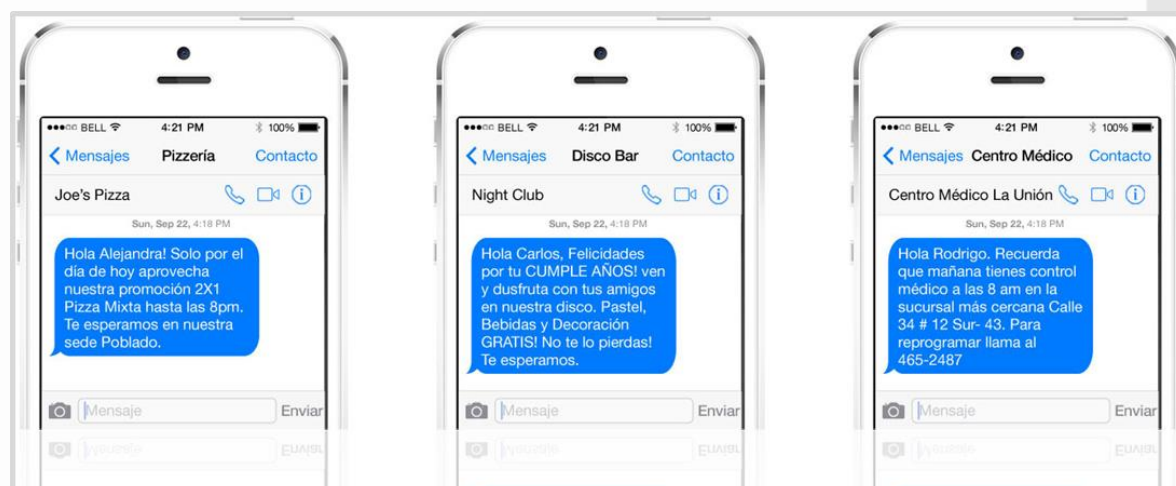 BELL 4:21 PM 100%
Mensajes Pizzería Contacto
Joe's Pizza
Sun, Sep 22, 4:18 PM
Hola Alejandra! Solo por el
día de hoy aprovecha
nuestra promoción 2X1
Pizza Mixta hasta las 8pm.
Te esperamos en nuestra
sede Poblado.
Mensaje Enviar
BELL 4:21 PM 100%
Mensajes Disco Bar Contacto
Night Club
Sun, Sep 22, 4:18 PM
Hola Carlos, Felicidades
por tu CUMPLE AÑOS! ven
y dusfruta con tus amigos
en nuestra disco. Pastel,
Bebidas y Decoración
GRATIS! No te lo pierdas!
Te esperamos.
Mensaje Enviar
BELL 4:21 PM 100%
Mensajes Centro Médico Contacto
Centro Médico La Unión
Sun, Sep 22, 4:18 PM
Hola Rodrigo. Recuerda
que mañana tienes control
médico a las 8 am en la
sucursal más cercana Calle
34 # 12 Sur- 43. Para
reprogramar llama al
465-2487
Mensaje Enviar